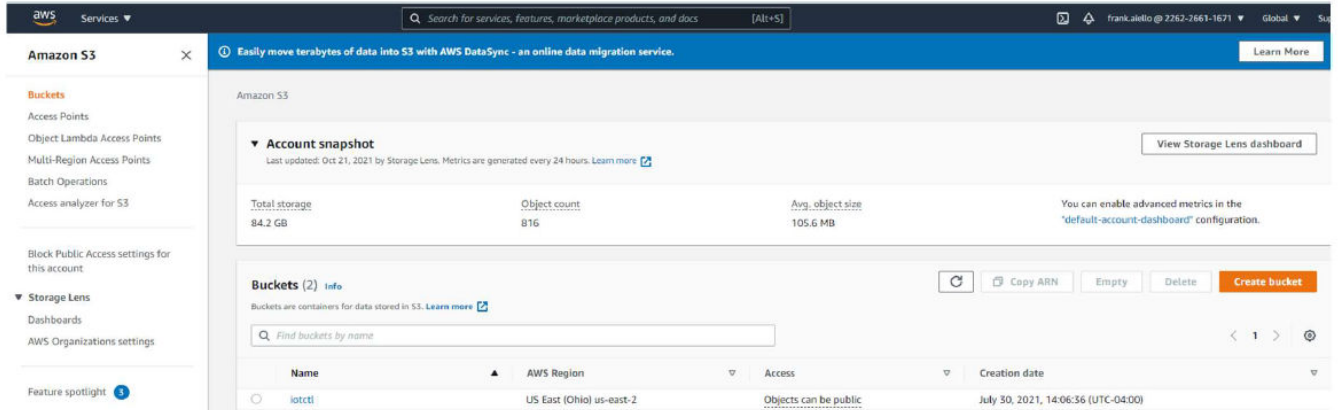 aws
Services ▼
Search for services, features, marketplace products, and docs
[Alt+S]
frank.aiello @ 2262-2661-1671 ▼
Global ▼
Amazon S3
Easily move terabytes of data into S3 with AWS DataSync - an online data migration service.
Learn More
Buckets
Access Points
Object Lambda Access Points
Multi-Region Access Points
Batch Operations
Access analyzer for S3
Block Public Access settings for
this account
Storage Lens
Dashboards
AWS Organizations settings
Feature spotlight 3
Amazon S3
Account snapshot
Last updated: Oct 21, 2021 by Storage Lens. Metrics are generated every 24 hours. Learn more
View Storage Lens dashboard
Total storage
84.2 GB
Object count
816
Avg. object size
105.6 MB
You can enable advanced metrics in the
"default-account-dashboard" configuration.
Buckets (2) Info
Buckets are containers for data stored in S3. Learn more
Copy ARN
Empty
Delete
Create bucket
Find buckets by name
1
Name
AWS Region
Access
Creation date
iotctl
US East (Ohio) us-east-2
Objects can be public
July 30, 2021, 14:06:36 (UTC-04:00)